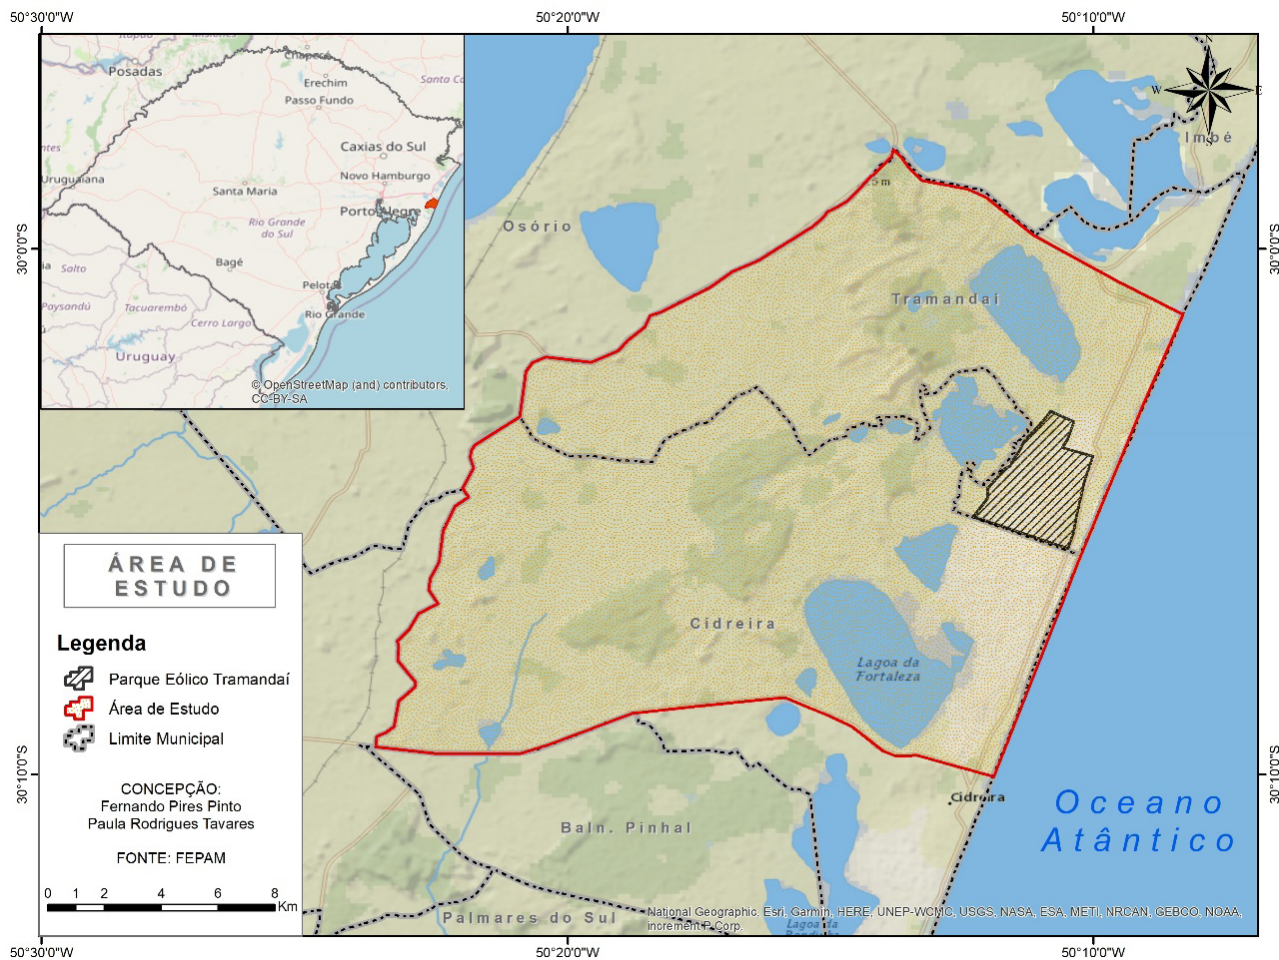 50°30'0"W
50°20'0"W
50°10'0"W
Posadas
Chapecó
Santa Ca
Erechim
Passo Fundo
ntes
Caxias do Sul
Novo Hamburgo
Uruguaiana
Santa Maria
Porto Alegre
Rio Grande
do Sul
ia
Salto
Bagé
Paysandú
Tacuarembó
Pelotas
Cerro Largo
Rio Grande
Uruguay
© OpenStreetMap (and) contributors,
CC-BY-SA
N
W
E
S
Imbé
Osório
30°0'0"S
30°0'0"S
Tramandaí
Cidreira
Lagoa da
Fortaleza
ÁREA DE
ESTUDO
Legenda
Parque Eólico Tramandaí
Área de Estudo
Limite Municipal
CONCEPÇÃO:
Fernando Pires Pinto
Paula Rodrigues Tavares
FONTE: FEPAM
0 1 2 4 6 8
Km
30°10'0"S
30°10'0"S
Cidreira
Oceano
Atântico
Baln. Pinhal
Palmares do Sul
Lagoa da
National Geographic, Esri, Garmin, HERE, UNEP-WCMC, USGS, NASA, ESA, METI, NRCAN, GEBCO, NOAA,
increment P Corp.
50°30'0"W
50°20'0"W
50°10'0"W